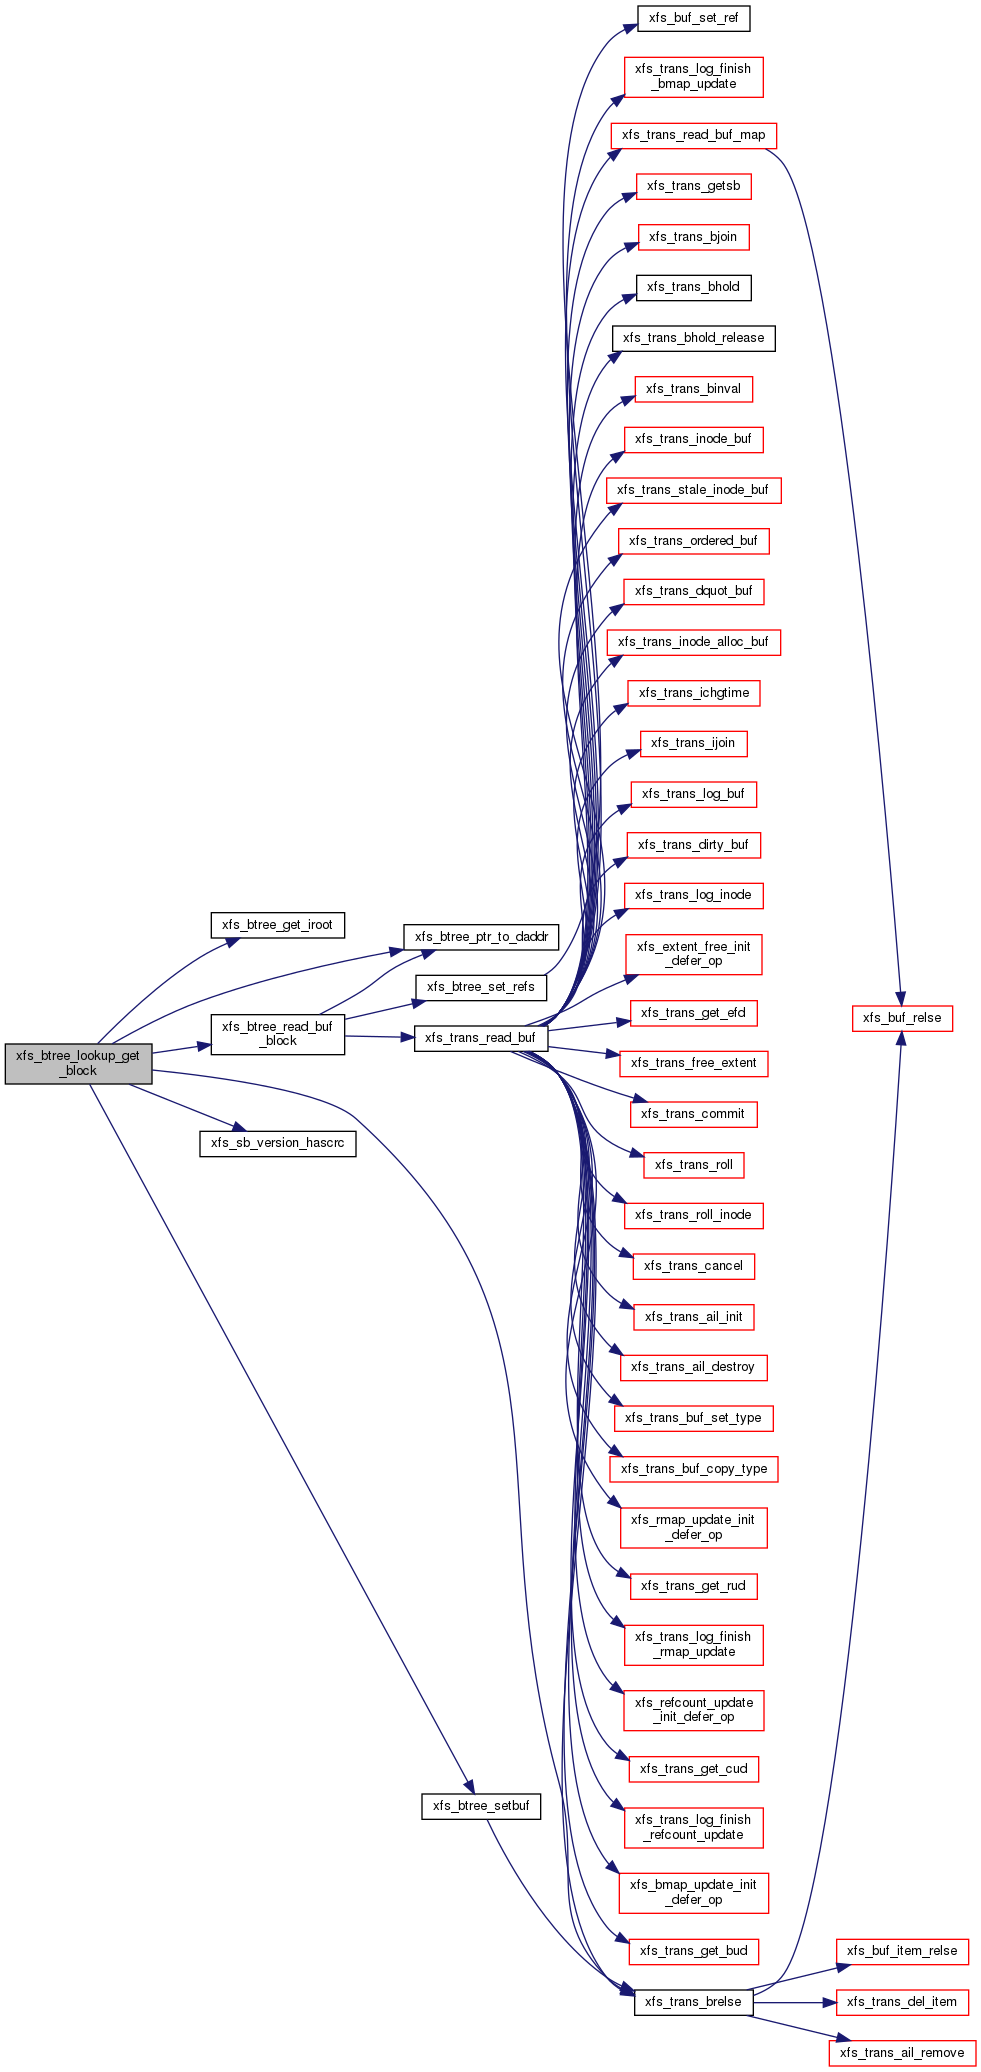 xfs_buf_set_ref
xfs_trans_log_finish
_bmap_update
xfs_trans_read_buf_map
xfs_trans_getsb
xfs_trans_bjoin
xfs_trans_bhold
xfs_trans_bhold_release
xfs_trans_binval
xfs_trans_inode_buf
xfs_trans_stale_inode_buf
xfs_trans_ordered_buf
xfs_trans_dquot_buf
xfs_trans_inode_alloc_buf
xfs_trans_ichgtime
xfs_trans_ijoin
xfs_trans_log_buf
xfs_trans_dirty_buf
xfs_trans_log_inode
xfs_btree_get_iroot
xfs_btree_ptr_to_daddr
xfs_extent_free_init
_defer_op
xfs_btree_set_refs
xfs_trans_get_efd
xfs_buf_relse
xfs_btree_read_buf
_block
xfs_trans_read_buf
xfs_btree_lookup_get
_block
xfs_trans_free_extent
xfs_trans_commit
xfs_sb_version_hascrc
xfs_trans_roll
xfs_trans_roll_inode
xfs_trans_cancel
xfs_trans_ail_init
xfs_trans_ail_destroy
xfs_trans_buf_set_type
xfs_trans_buf_copy_type
xfs_rmap_update_init
_defer_op
xfs_trans_get_rud
xfs_trans_log_finish
_rmap_update
xfs_refcount_update
_init_defer_op
xfs_trans_get_cud
xfs_btree_setbuf
xfs_trans_log_finish
_refcount_update
xfs_bmap_update_init
_defer_op
xfs_trans_get_bud
xfs_buf_item_relse
xfs_trans_brelse
xfs_trans_del_item
xfs_trans_ail_remove